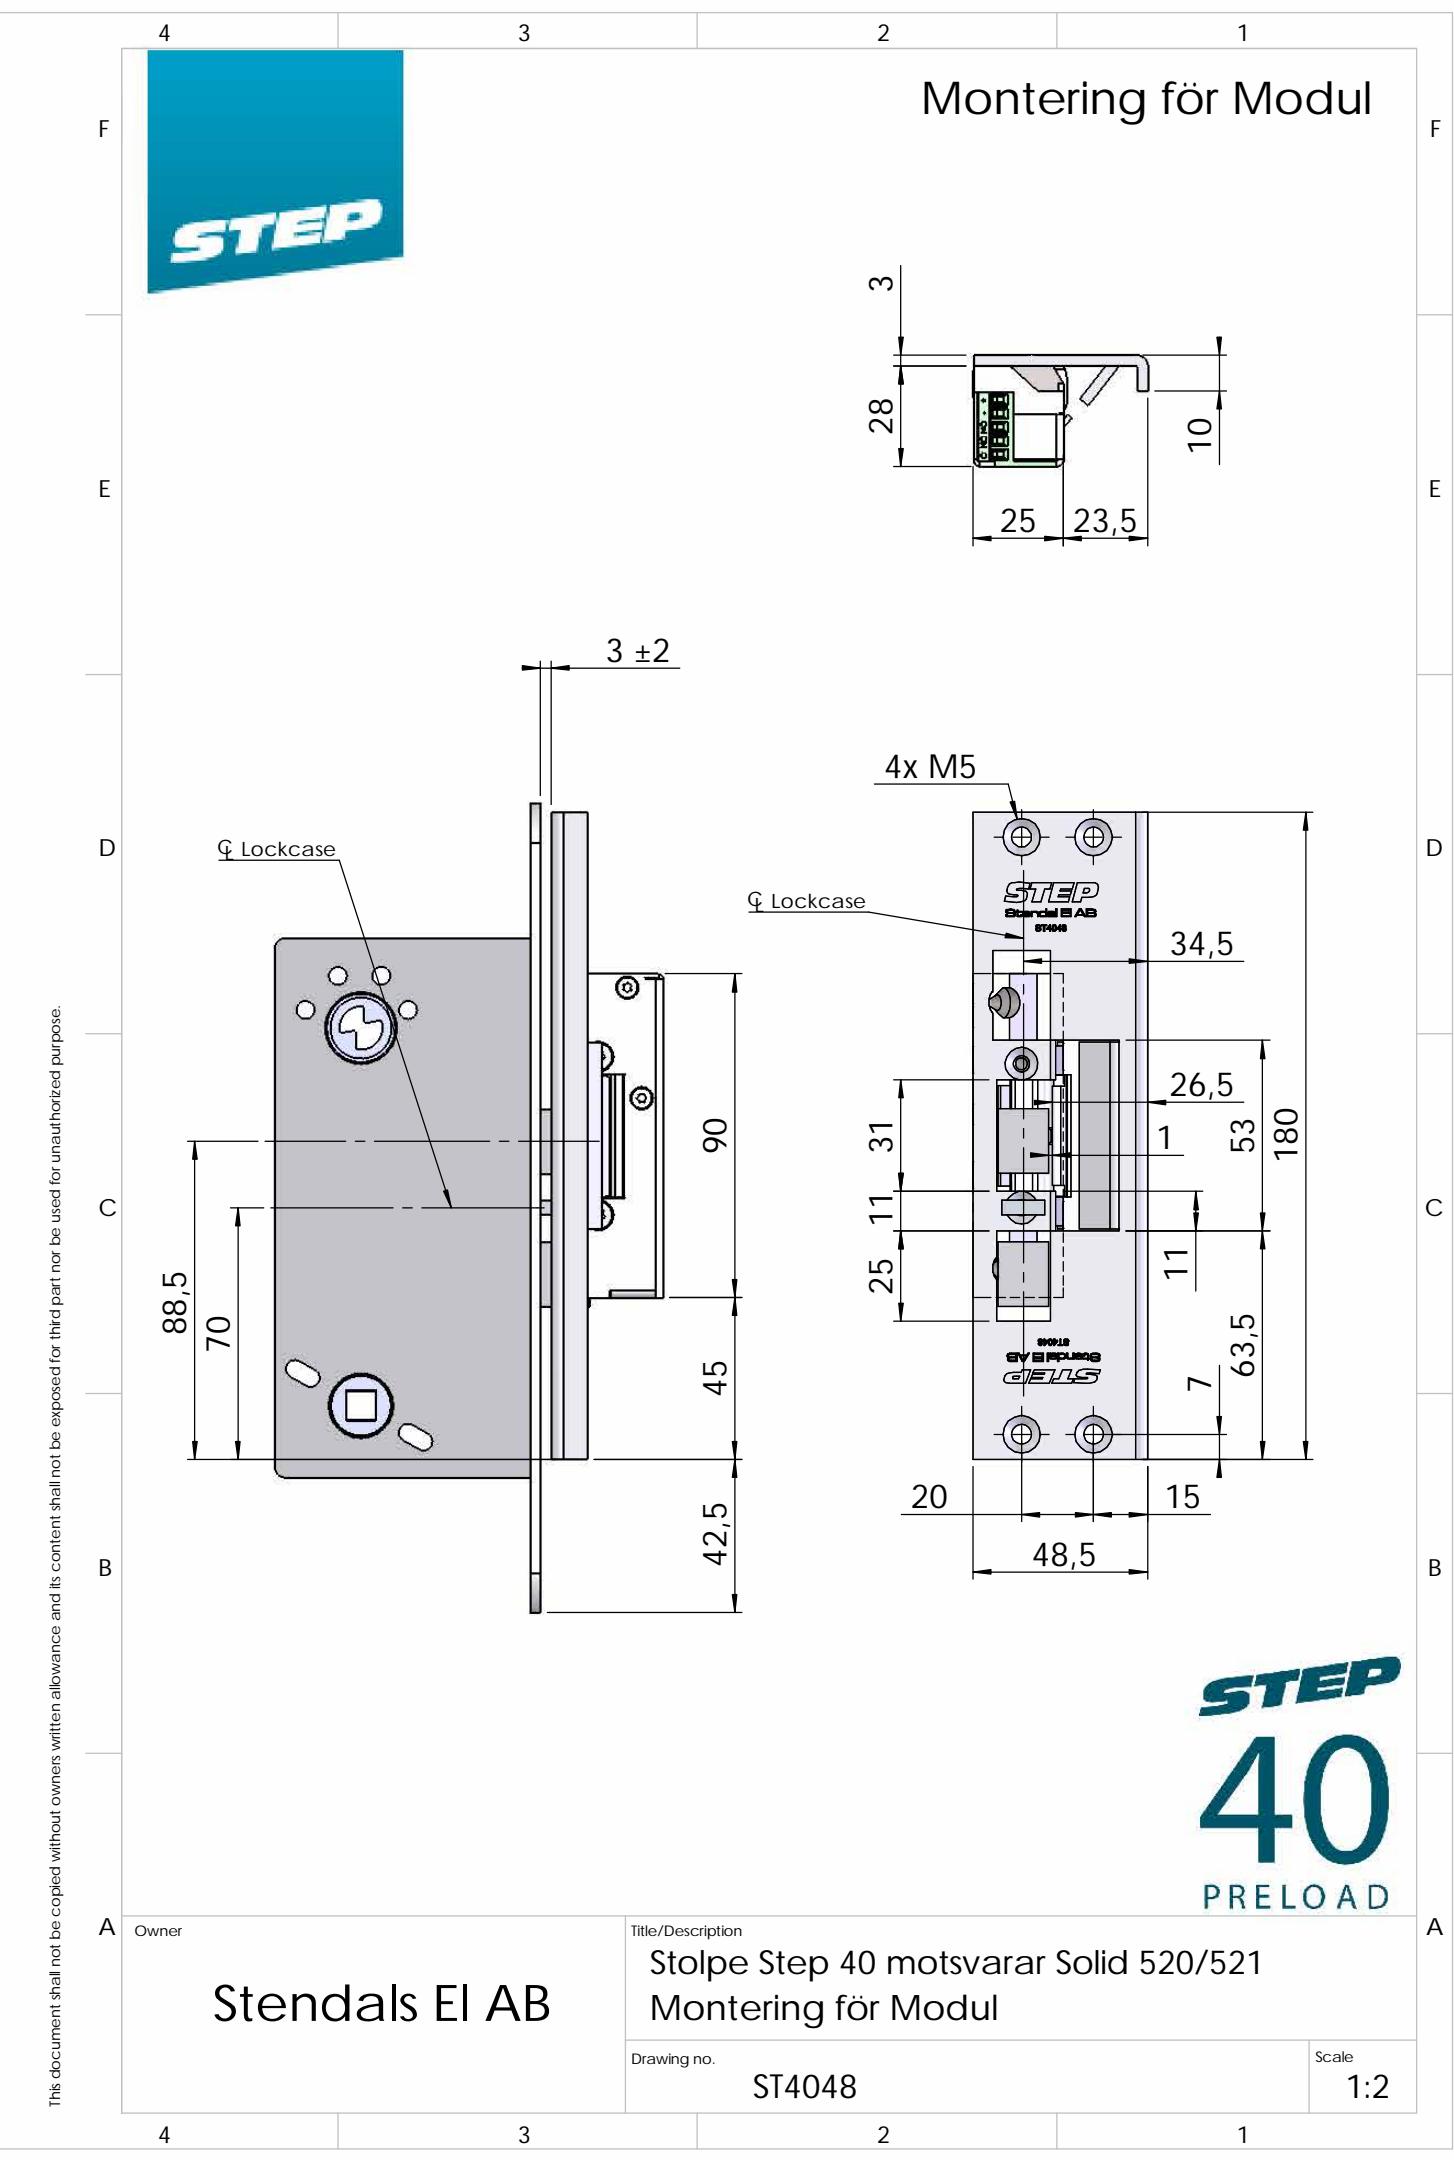 4
3
2
1
F
F
E
E
D
D
C
C
B
B
A
A
STEP
Montering för Modul
3
28
10
25
23,5
3 ±2
4x M5
℄ Lockcase
℄ Lockcase
STEP
Stendal El AB
ST4048
34,5
26,5
1
31
11
25
11
53
180
63,5
7
90
45
42,5
88,5
70
ST4048
Stendal El AB
STEP
20
15
48,5
STEP
40
PRELOAD
Owner
Stendals El AB
Title/Description
Stolpe Step 40 motsvarar Solid 520/521
Montering för Modul
Drawing no.
ST4048
Scale
1:2
4
3
2
1
This document shall not be copied without owners written allowance and its content shall not be exposed for third part nor be used for unauthorized purpose.